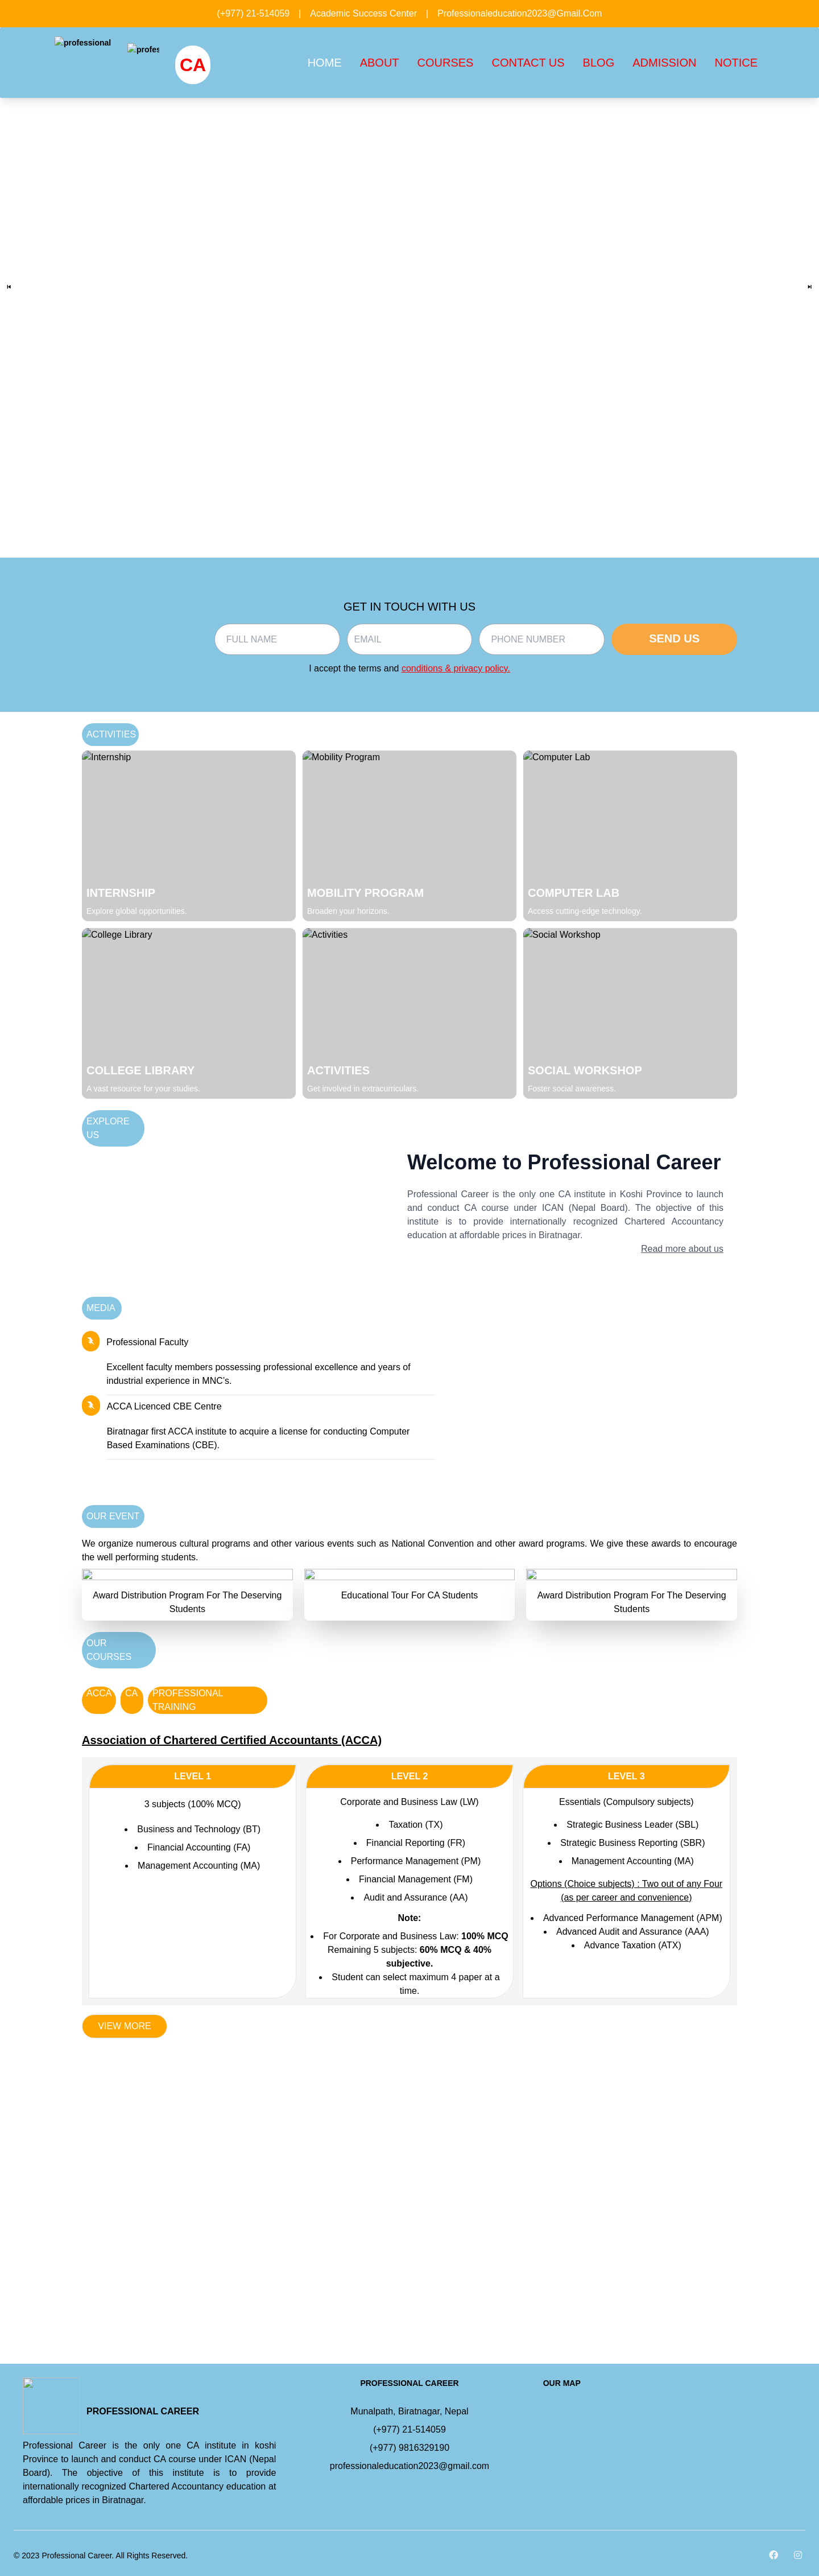 (+977) 21-514059 | Academic Success Center | Professionaleducation2023@Gmail.Com
professional
profes
CA
HOME ABOUT COURSES CONTACT US BLOG ADMISSION NOTICE
GET IN TOUCH WITH US
FULL NAME EMAIL PHONE NUMBER SEND US
I accept the terms and conditions & privacy policy.
ACTIVITIES
Internship
INTERNSHIP
Explore global opportunities.
Mobility Program
MOBILITY PROGRAM
Broaden your horizons.
Computer Lab
COMPUTER LAB
Access cutting-edge technology.
College Library
COLLEGE LIBRARY
A vast resource for your studies.
Activities
ACTIVITIES
Get involved in extracurriculars.
Social Workshop
SOCIAL WORKSHOP
Foster social awareness.
EXPLORE
US
Welcome to Professional Career
Professional Career is the only one CA institute in Koshi Province to launch
and conduct CA course under ICAN (Nepal Board). The objective of this
institute is to provide internationally recognized Chartered Accountancy
education at affordable prices in Biratnagar.
Read more about us
MEDIA
Professional Faculty
Excellent faculty members possessing professional excellence and years of
industrial experience in MNC's.
ACCA Licenced CBE Centre
Biratnagar first ACCA institute to acquire a license for conducting Computer
Based Examinations (CBE).
OUR EVENT
We organize numerous cultural programs and other various events such as National Convention and other award programs. We give these awards to encourage
the well performing students.
Award Distribution Program For The Deserving
Students
Educational Tour For CA Students
Award Distribution Program For The Deserving
Students
OUR
COURSES
ACCA
CA
PROFESSIONAL
TRAINING
Association of Chartered Certified Accountants (ACCA)
LEVEL 1
3 subjects (100% MCQ)
• Business and Technology (BT)
• Financial Accounting (FA)
• Management Accounting (MA)
LEVEL 2
Corporate and Business Law (LW)
• Taxation (TX)
• Financial Reporting (FR)
• Performance Management (PM)
• Financial Management (FM)
• Audit and Assurance (AA)
Note:
• For Corporate and Business Law: 100% MCQ
Remaining 5 subjects: 60% MCQ & 40%
subjective.
• Student can select maximum 4 paper at a
time.
LEVEL 3
Essentials (Compulsory subjects)
• Strategic Business Leader (SBL)
• Strategic Business Reporting (SBR)
• Management Accounting (MA)
Options (Choice subjects) : Two out of any Four
(as per career and convenience)
• Advanced Performance Management (APM)
• Advanced Audit and Assurance (AAA)
• Advance Taxation (ATX)
VIEW MORE
PROFESSIONAL CAREER
Professional Career is the only one CA institute in koshi
Province to launch and conduct CA course under ICAN (Nepal
Board). The objective of this institute is to provide
internationally recognized Chartered Accountancy education at
affordable prices in Biratnagar.
PROFESSIONAL CAREER
Munalpath, Biratnagar, Nepal
(+977) 21-514059
(+977) 9816329190
professionaleducation2023@gmail.com
OUR MAP
© 2023 Professional Career. All Rights Reserved.